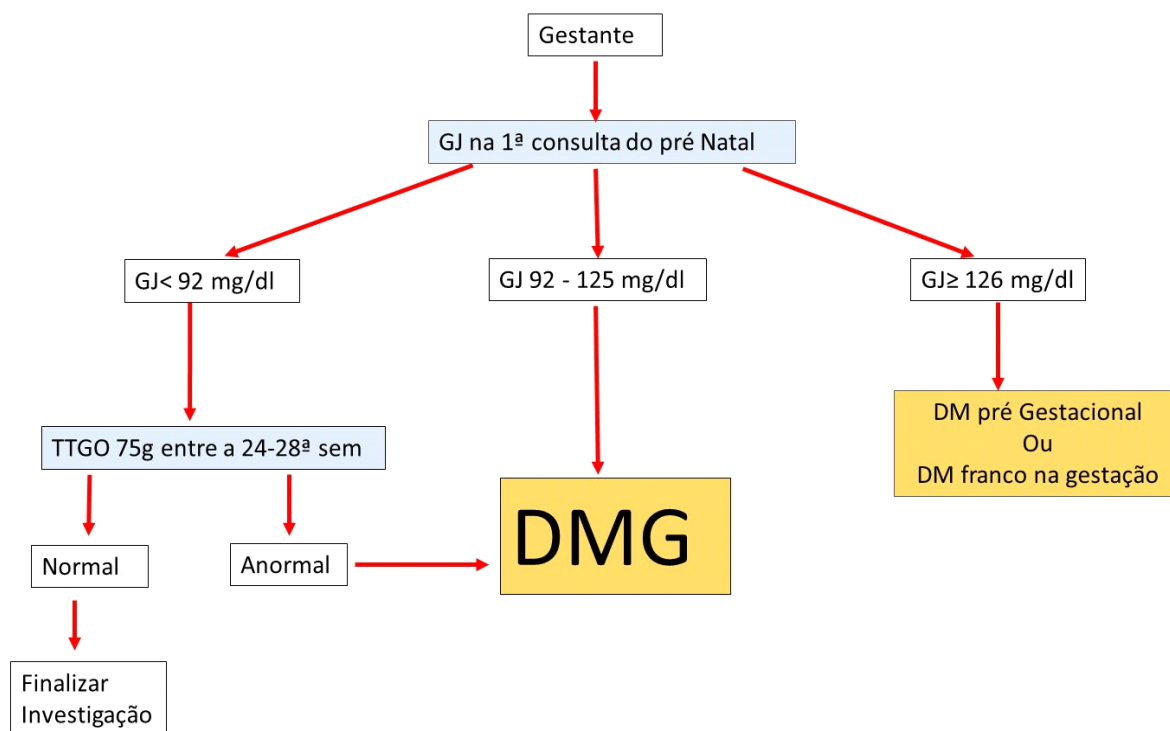 Gestante
GJ na 1ª consulta do pré Natal
GJ< 92 mg/dl
GJ 92 - 125 mg/dl
GJ≥ 126 mg/dl
TTGO 75g entre a 24-28ª sem
DM pré Gestacional
Ou
DM franco na gestação
DMG
Normal
Anormal
Finalizar
Investigação